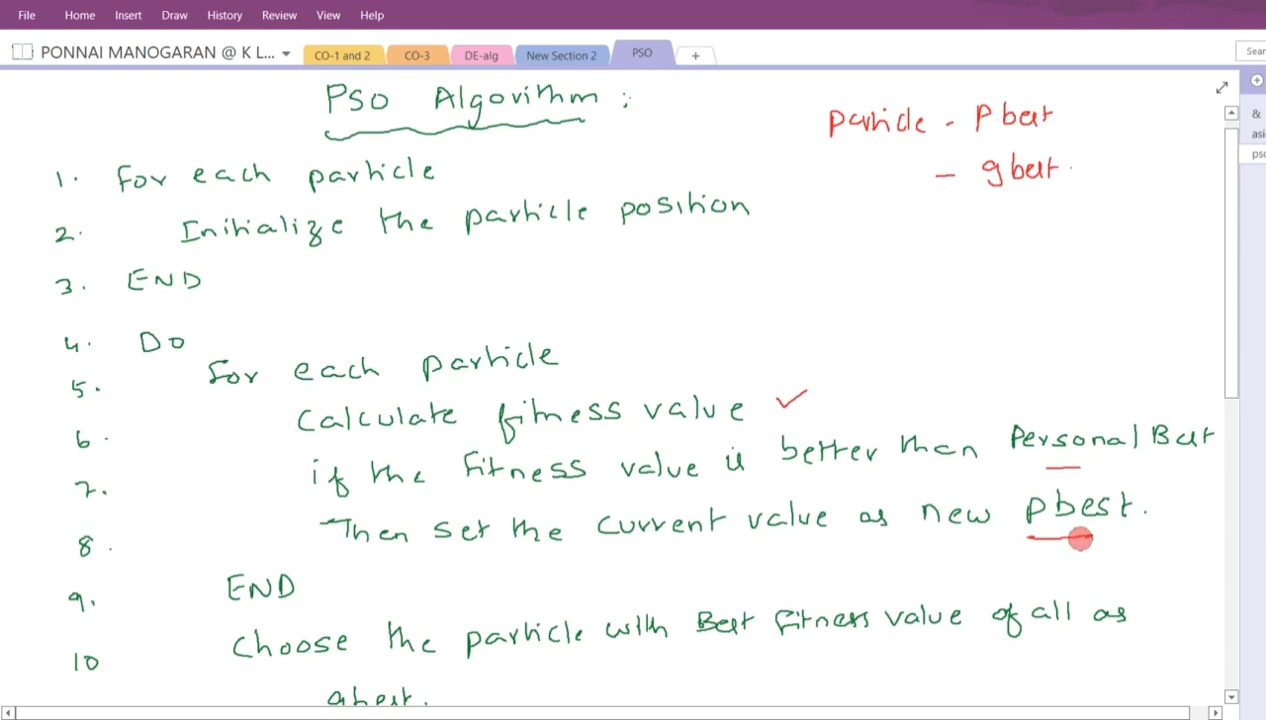 File Home Insert Draw History Review View Help
PONNAI MANOGARAN @ K L...
CO-1 and 2
CO-3
DE-alg
New Section 2
PSO
+
Sear
PSO Algorithm :
particle - Pbest
- gbest.
1. For each particle
2. Initialize the particle position
3. END
4. Do
5. For each particle
6. Calculate fitness value ✓
7. if the Fitness value is better than Personal Best
8. Then set the current value as new pbest.
9. END
10 Choose the particle with Best Fitness value of all as
gbest.
&
asi
pso